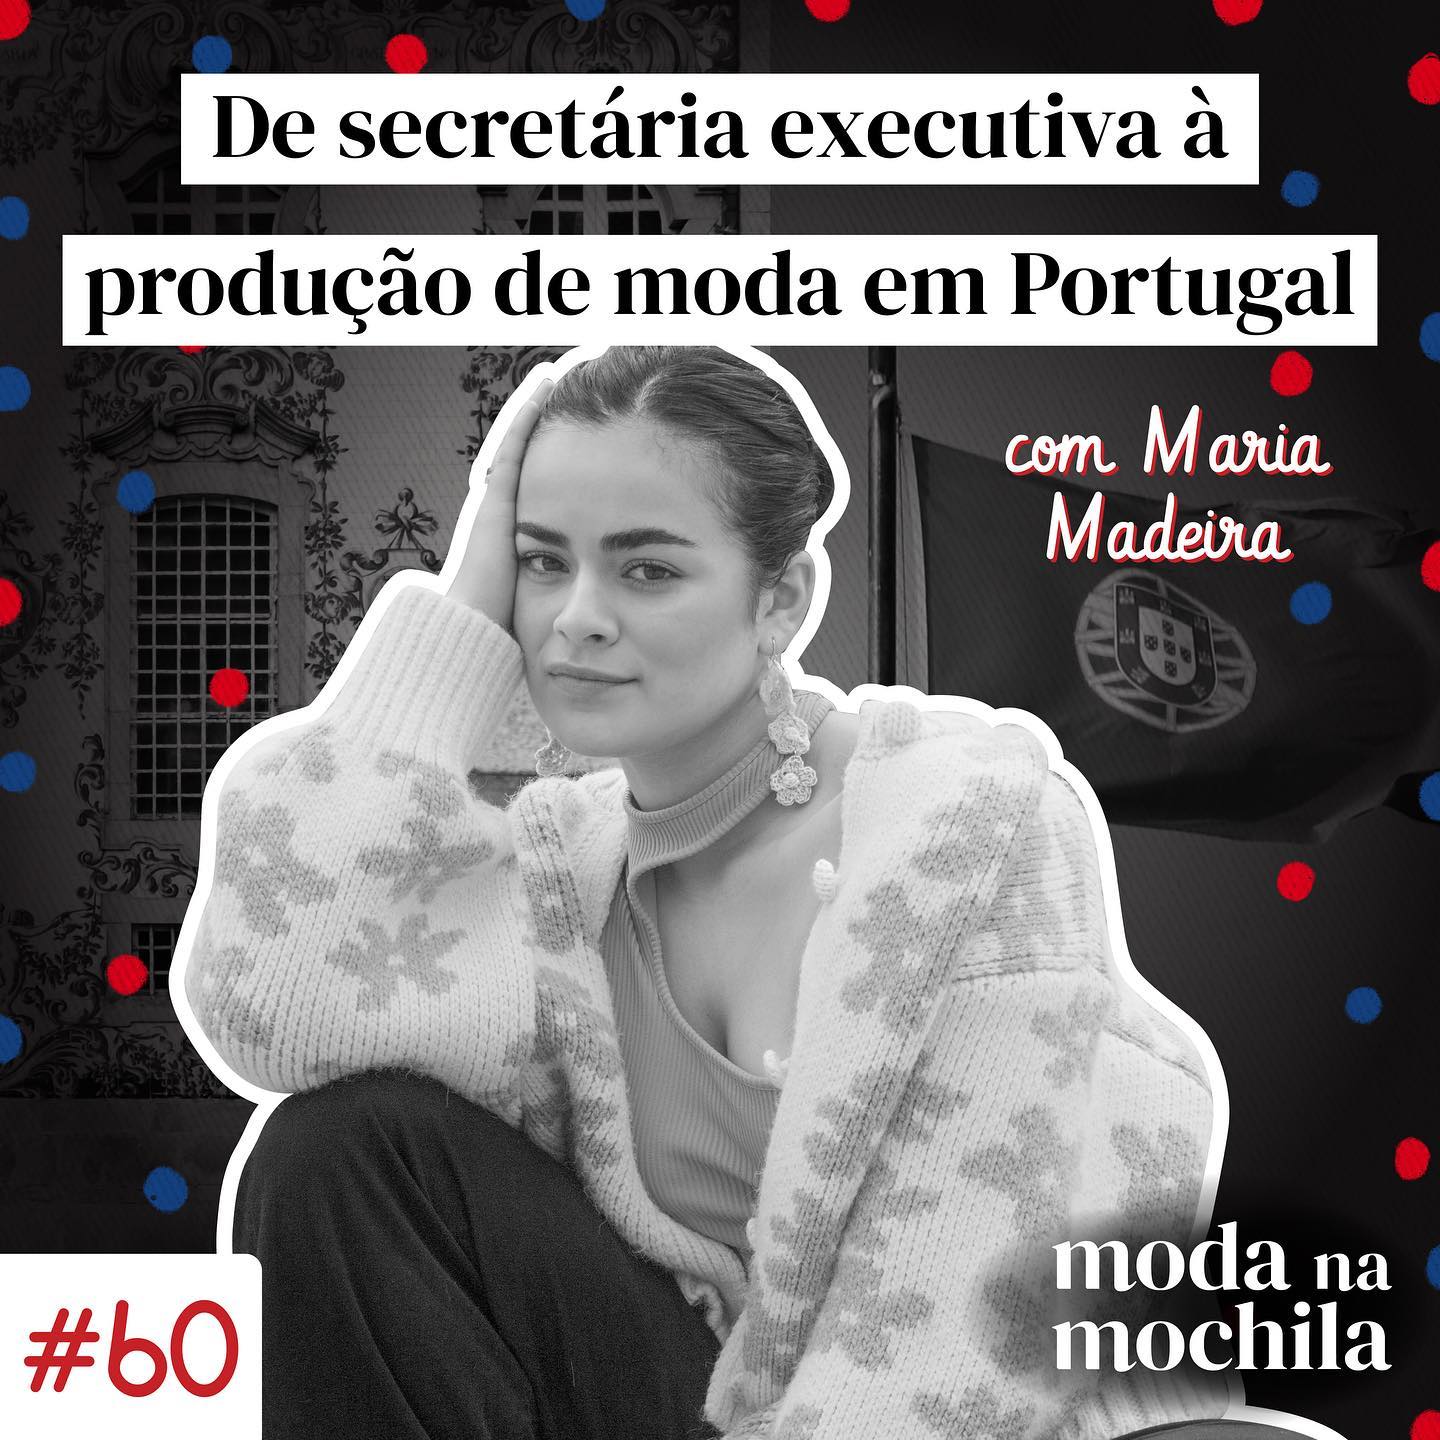 De secretária executiva à
produção de moda em Portugal
com Maria
Madeira
#60
moda na
mochila